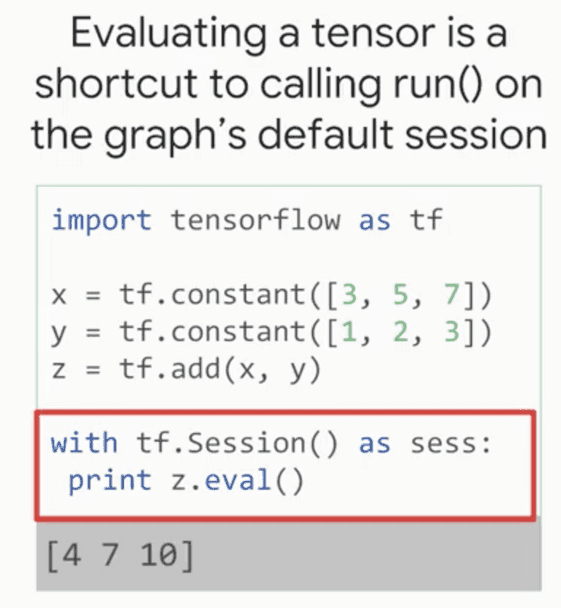 Evaluating a tensor is a
shortcut to calling run() on
the graph's default session
import tensorflow as tf
x = tf.constant([3, 5, 7])
y = tf.constant([1, 2, 3])
z = tf.add(x, y)
with tf.Session() as sess:
print z.eval()
[4 7 10]